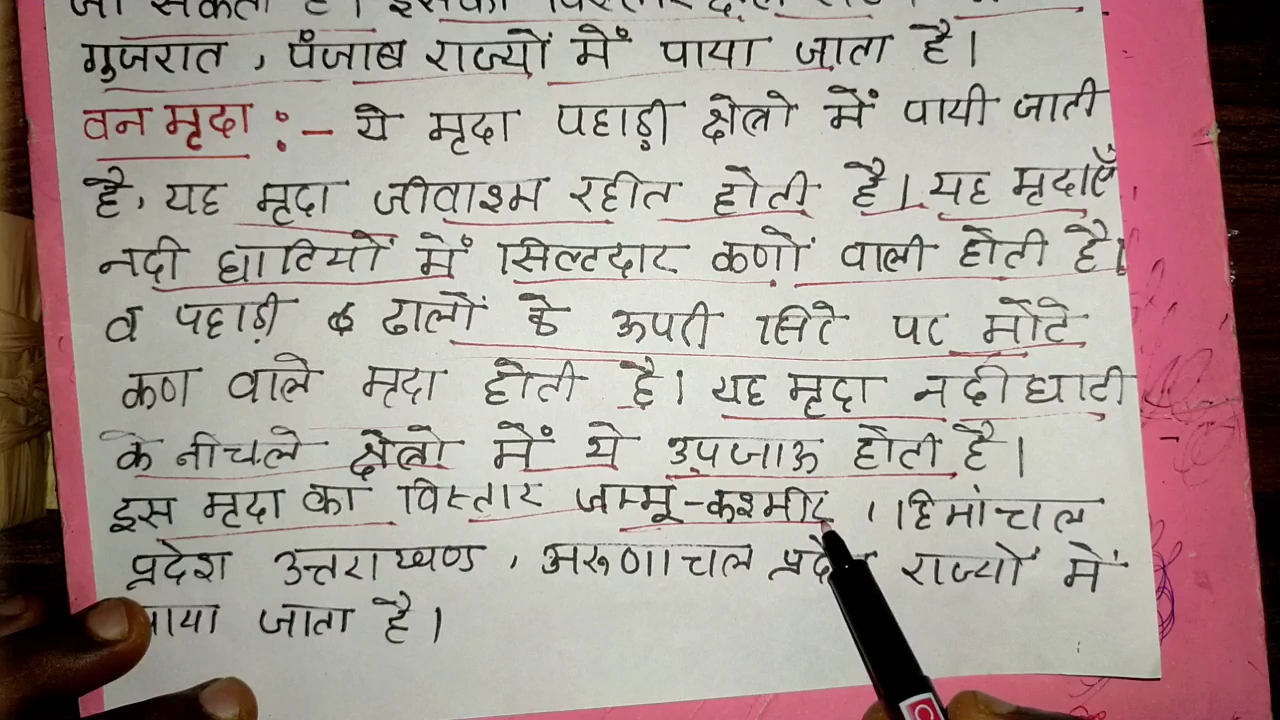 गुजरात, पंजाब राज्यों में पाया जाता है।
वन मृदा :- ये मृदा पहाड़ी क्षेत्रो में पायी जाती
है, यह मृदा जीवाश्म रहीत होती है। यह मृदाएँ
नदी घाटियों में सिल्टदार कणों वाली होती है।
व पहाड़ी ढालों के ऊपरी सिरे पर मोटे
कण वाले मृदा होती है। यह मृदा नदी घाटी
के नीचले क्षेत्रो में ये उपजाऊ होती है।
इस मृदा का विस्तार जम्मू-कश्मीर, हिमांचल
प्रदेश उत्तराखण्ड, अरुणाचल प्रदेश राज्यों में
पाया जाता है।